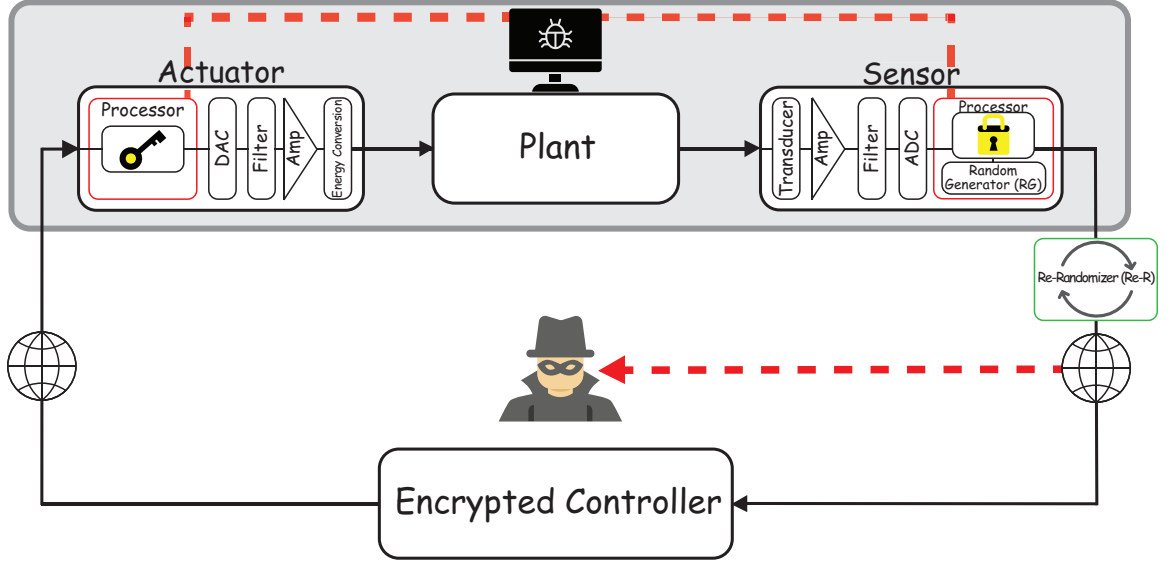 Actuator
Sensor
Processor
DAC
Filter
Amp
Energy Conversion
Plant
Transducer
Amp
Filter
ADC
Processor
Random
Generator (RG)
Re-Randomizer (Re-R)
Encrypted Controller